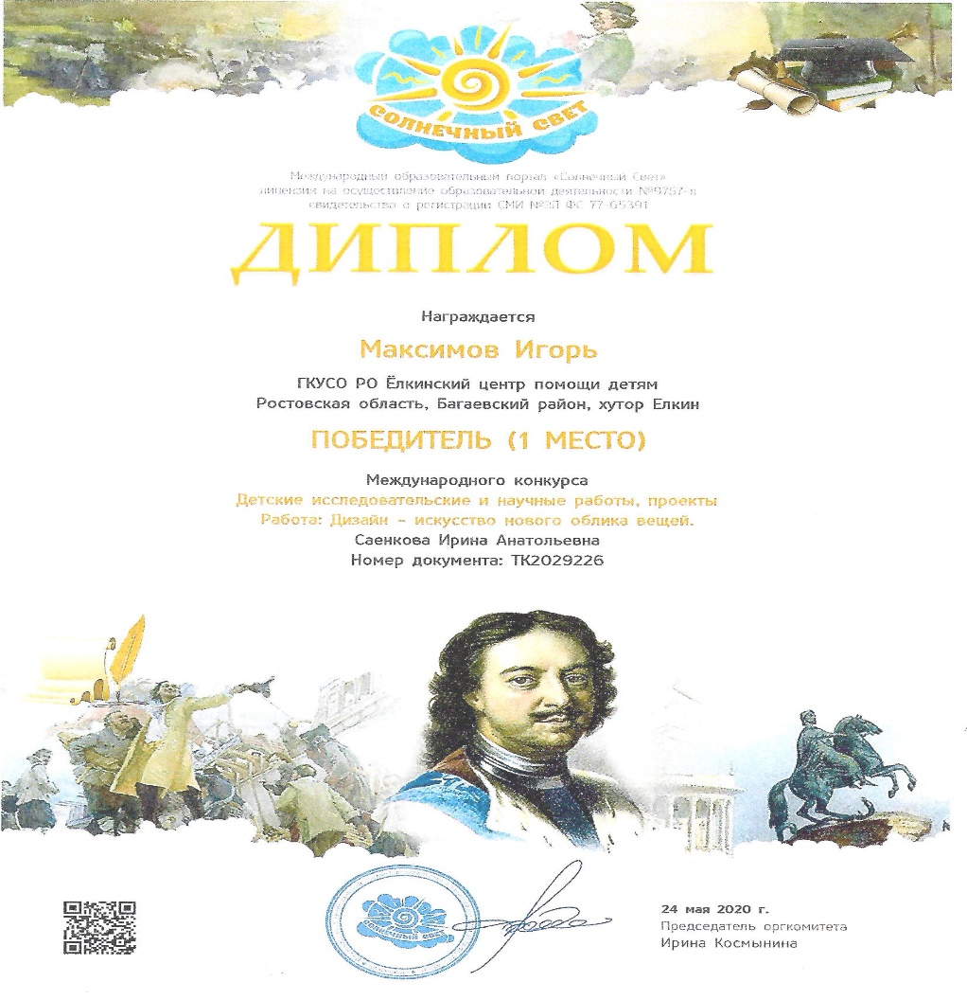 СОЛНЕЧНЫЙ СВЕТ
Международный образовательный портал «Солнечный Свет»
лицензия на осуществление образовательной деятельности №9757-л
свидетельство о регистрации СМИ №ЭЛ ФС 77-65391
ДИПЛОМ
Награждается
Максимов Игорь
ГКУСО РО Ёлкинский центр помощи детям
Ростовская область, Багаевский район, хутор Елкин
ПОБЕДИТЕЛЬ (1 МЕСТО)
Международного конкурса
Детские исследовательские и научные работы, проекты
Работа: Дизайн – искусство нового облика вещей.
Саенкова Ирина Анатольевна
Номер документа: ТК2029226
СОЛНЕЧНЫЙ СВЕТ
24 мая 2020 г.
Председатель оргкомитета
Ирина Космынина